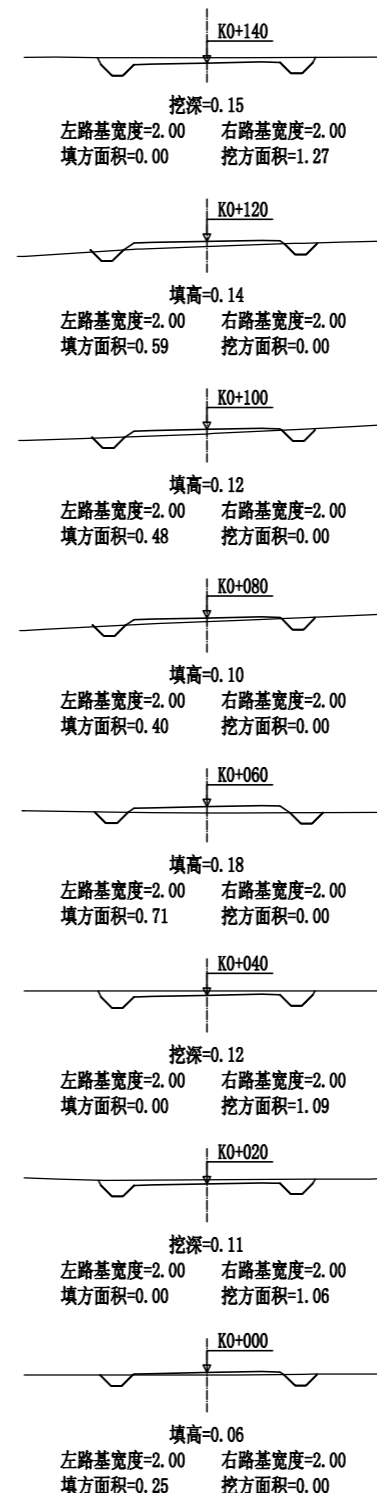 K0+140
挖深=0.15
左路基宽度=2.00 右路基宽度=2.00
填方面积=0.00 挖方面积=1.27
K0+120
填高=0.14
左路基宽度=2.00 右路基宽度=2.00
填方面积=0.59 挖方面积=0.00
K0+100
填高=0.12
左路基宽度=2.00 右路基宽度=2.00
填方面积=0.48 挖方面积=0.00
K0+080
填高=0.10
左路基宽度=2.00 右路基宽度=2.00
填方面积=0.40 挖方面积=0.00
K0+060
填高=0.18
左路基宽度=2.00 右路基宽度=2.00
填方面积=0.71 挖方面积=0.00
K0+040
挖深=0.12
左路基宽度=2.00 右路基宽度=2.00
填方面积=0.00 挖方面积=1.09
K0+020
挖深=0.11
左路基宽度=2.00 右路基宽度=2.00
填方面积=0.00 挖方面积=1.06
K0+000
填高=0.06
左路基宽度=2.00 右路基宽度=2.00
填方面积=0.25 挖方面积=0.00